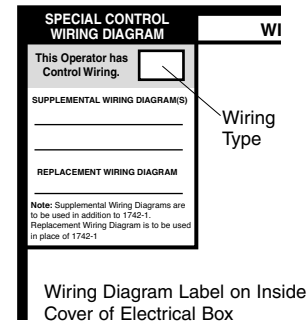 SPECIAL CONTROL
WIRING DIAGRAM
WI
This Operator has
Control Wiring.
SUPPLEMENTAL WIRING DIAGRAM(S)
Wiring
Type
REPLACEMENT WIRING DIAGRAM
Note: Supplemental Wiring Diagrams are
to be used in addition to 1742-1.
Replacement Wiring Diagram is to be used
in place of 1742-1
Wiring Diagram Label on Inside
Cover of Electrical Box